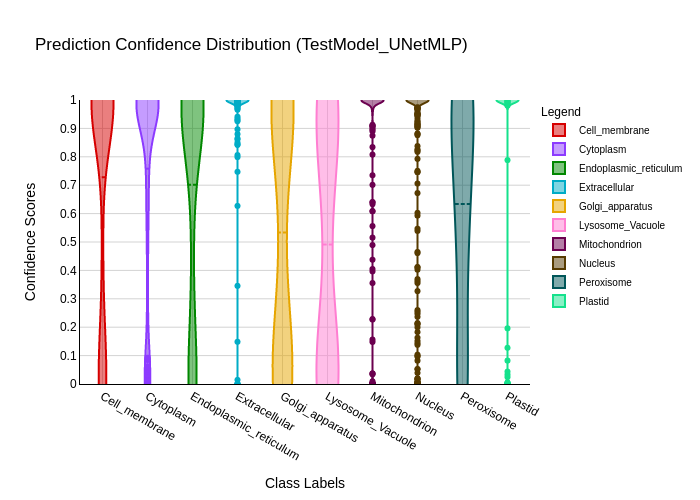 Prediction Confidence Distribution (TestModel_UNetMLP)
Confidence Scores
1
0.9
0.8
0.7
0.6
0.5
0.4
0.3
0.2
0.1
0
Cell_membrane
Cytoplasm
Endoplasmic_reticulum
Extracellular
Golgi_apparatus
Lysosome_Vacuole
Mitochondrion
Nucleus
Peroxisome
Plastid
Class Labels
Legend
Cell_membrane
Cytoplasm
Endoplasmic_reticulum
Extracellular
Golgi_apparatus
Lysosome_Vacuole
Mitochondrion
Nucleus
Peroxisome
Plastid